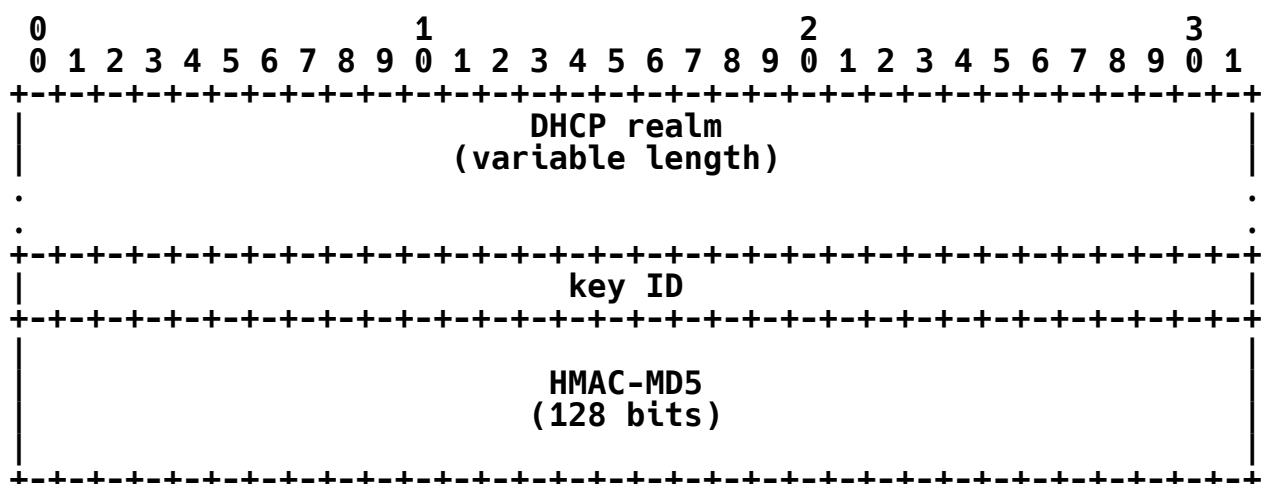 0                   1                   2                   3
 0 1 2 3 4 5 6 7 8 9 0 1 2 3 4 5 6 7 8 9 0 1 2 3 4 5 6 7 8 9 0 1
+-+-+-+-+-+-+-+-+-+-+-+-+-+-+-+-+-+-+-+-+-+-+-+-+-+-+-+-+-+-+-+-+
|                          DHCP realm                           |
|                      (variable length)                        |
.                                                               .
.                                                               .
+-+-+-+-+-+-+-+-+-+-+-+-+-+-+-+-+-+-+-+-+-+-+-+-+-+-+-+-+-+-+-+-+
|                            key ID                             |
+-+-+-+-+-+-+-+-+-+-+-+-+-+-+-+-+-+-+-+-+-+-+-+-+-+-+-+-+-+-+-+-+
|                                                               |
|                           HMAC-MD5                            |
|                          (128 bits)                           |
|                                                               |
+-+-+-+-+-+-+-+-+-+-+-+-+-+-+-+-+-+-+-+-+-+-+-+-+-+-+-+-+-+-+-+-+